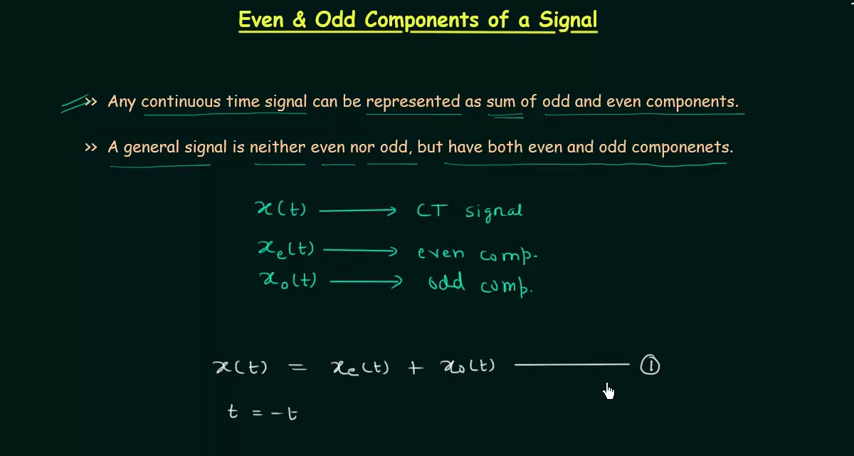 Even & Odd Components of a Signal
>> Any continuous time signal can be represented as sum of odd and even components.
>> A general signal is neither even nor odd, but have both even and odd componenets.
x(t) → CT signal
xe(t) → even comp.
xo(t) → odd comp.
x(t) = xe(t) + xo(t) — ①
t = -t